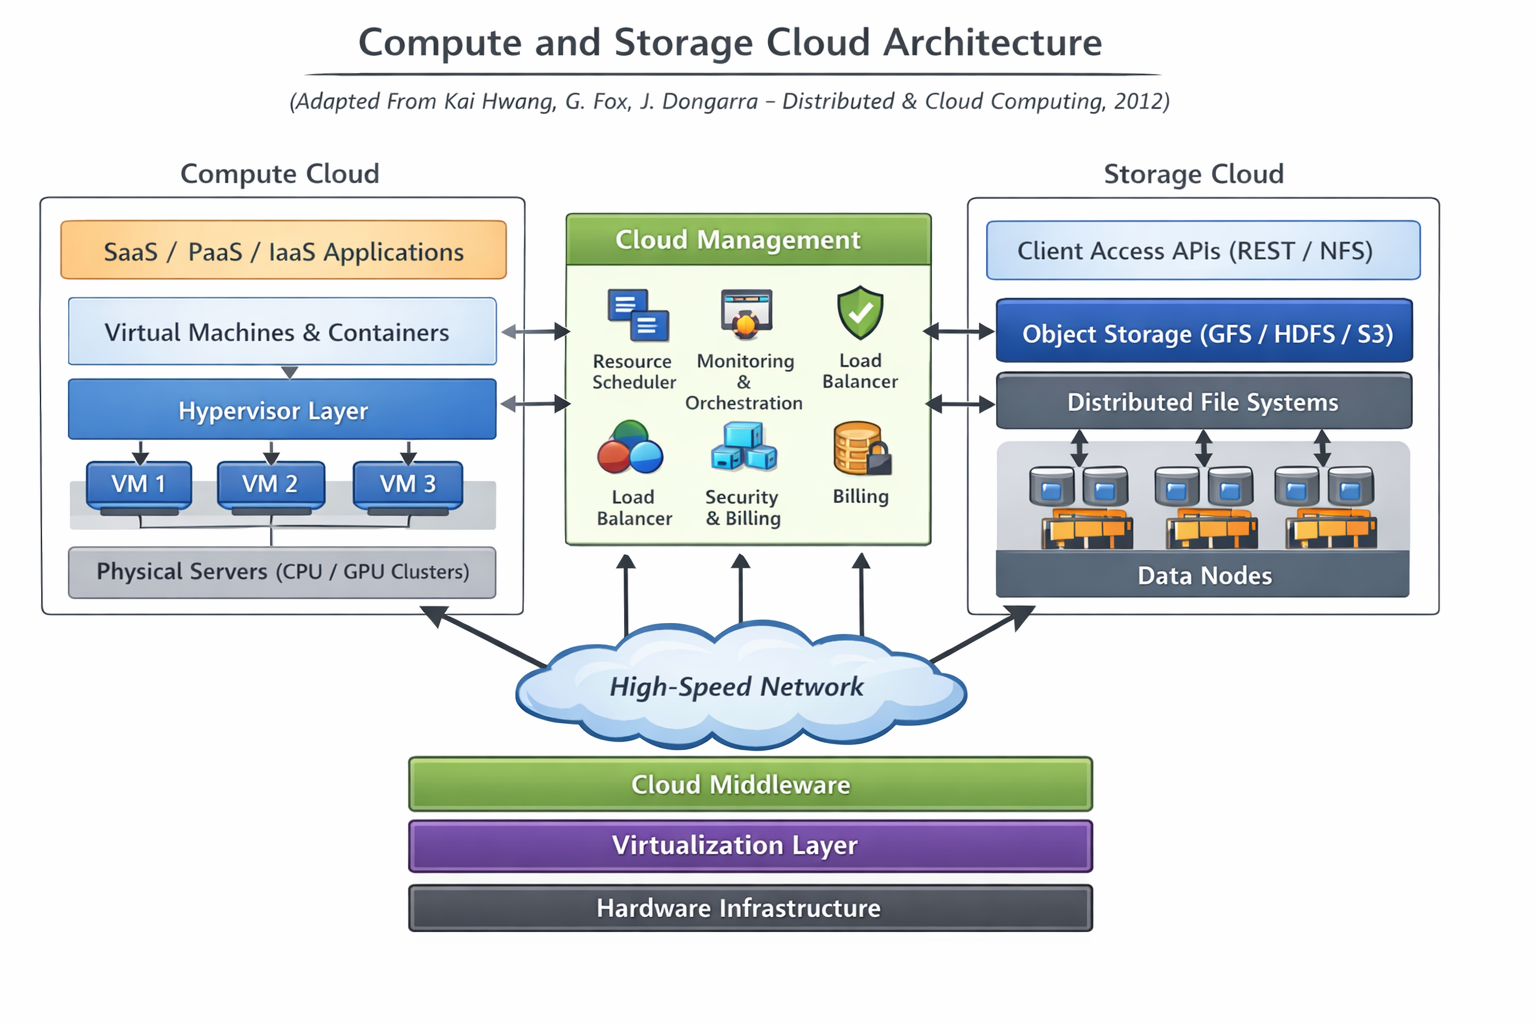 Compute and Storage Cloud Architecture
(Adapted From Kai Hwang, G. Fox, J. Dongarra – Distributed & Cloud Computing, 2012)
Compute Cloud
SaaS / PaaS / IaaS Applications
Virtual Machines & Containers
Hypervisor Layer
VM 1
VM 2
VM 3
Physical Servers (CPU / GPU Clusters)
Cloud Management
Resource
Scheduler
Monitoring
&
Orchestration
Load
Balancer
Load
Balancer
Security
& Billing
Billing
Storage Cloud
Client Access APIs (REST / NFS)
Object Storage (GFS / HDFS / S3)
Distributed File Systems
Data Nodes
High-Speed Network
Cloud Middleware
Virtualization Layer
Hardware Infrastructure